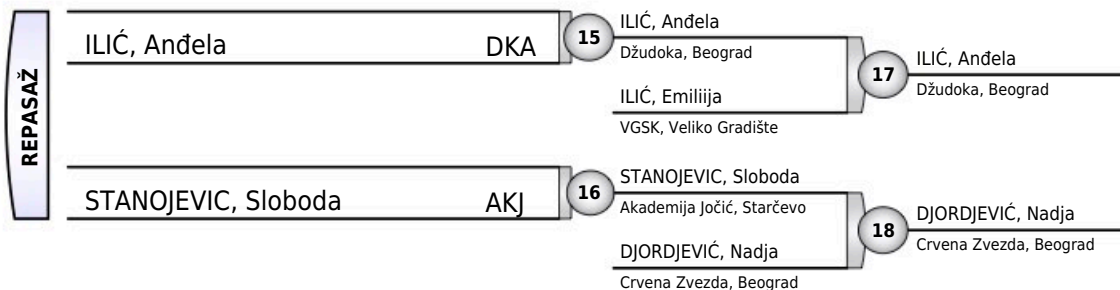 REPASAŽ
ILIĆ, Anđela DKA
15
ILIĆ, Anđela
Džudoka, Beograd
ILIĆ, Emiliija
VGSK, Veliko Gradište
17
ILIĆ, Anđela
Džudoka, Beograd
STANOJEVIC, Sloboda AKJ
16
STANOJEVIC, Sloboda
Akademija Jočić, Starčevo
DJORDJEVIĆ, Nadja
Crvena Zvezda, Beograd
18
DJORDJEVIĆ, Nadja
Crvena Zvezda, Beograd